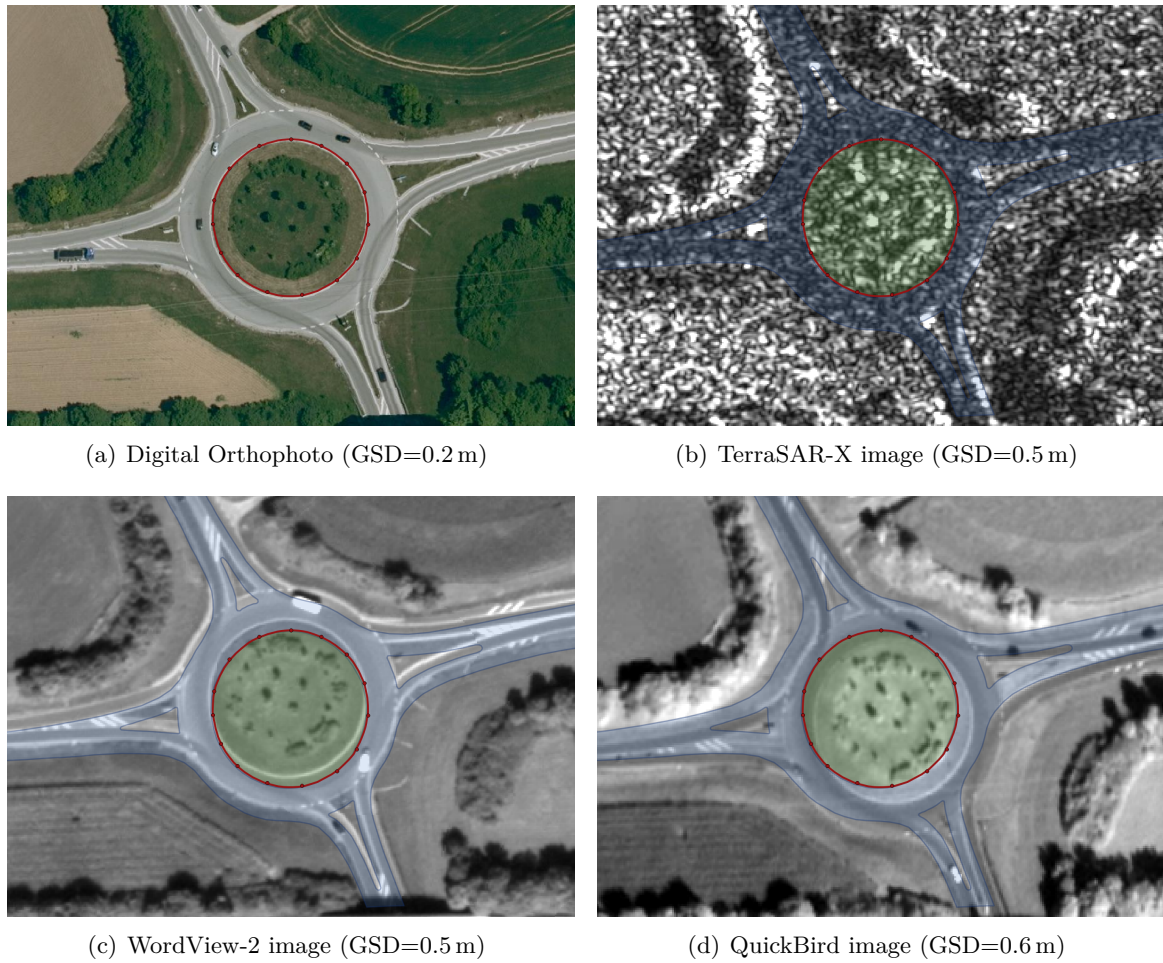 (a) Digital Orthophoto (GSD=0.2 m)
(b) TerraSAR-X image (GSD=0.5 m)
(c) WordView-2 image (GSD=0.5 m)
(d) QuickBird image (GSD=0.6 m)